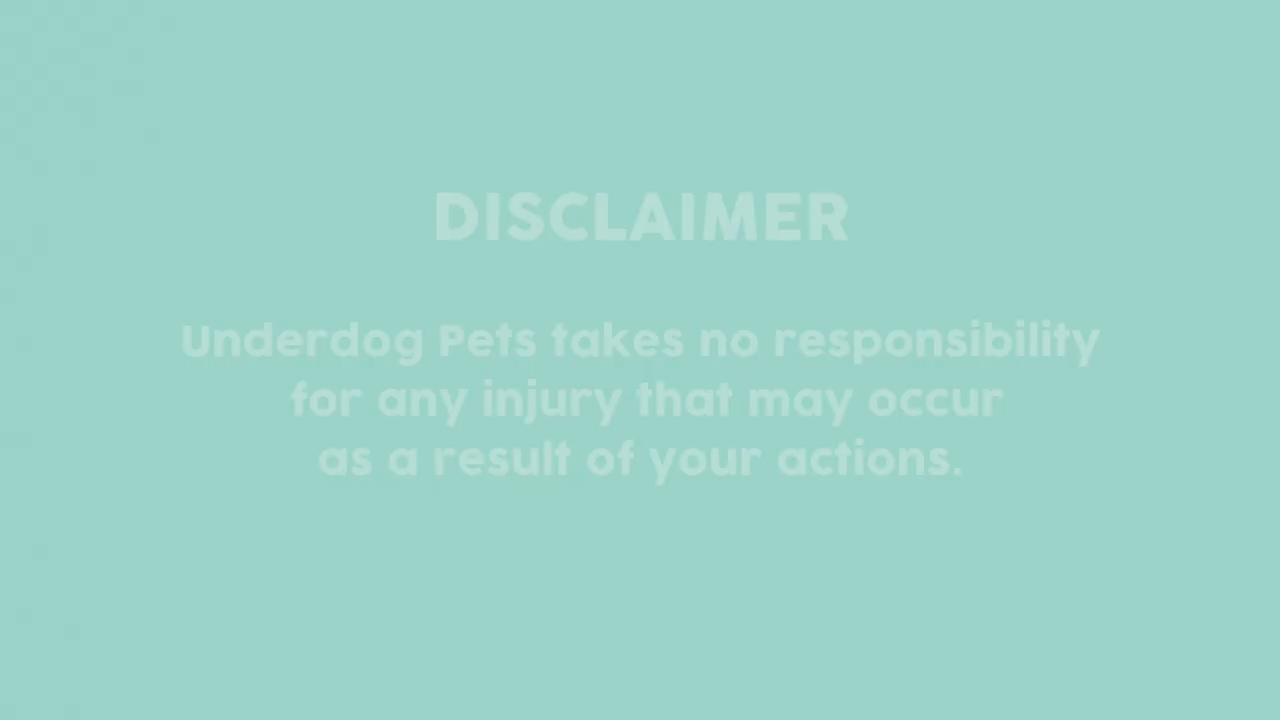 DISCLAIMER
Underdog Pets takes no responsibility
for any injury that may occur
as a result of your actions.